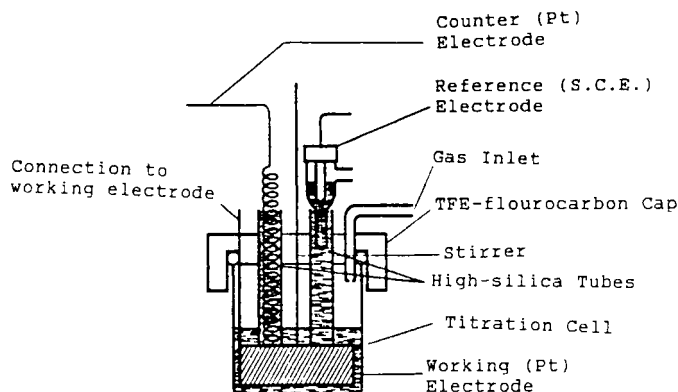 Counter (Pt)
Electrode
Reference (S.C.E.)
Electrode
Connection to
working electrode
Gas Inlet
TFE-flourocarbon Cap
Stirrer
High-silica Tubes
Titration Cell
Working (Pt)
Electrode